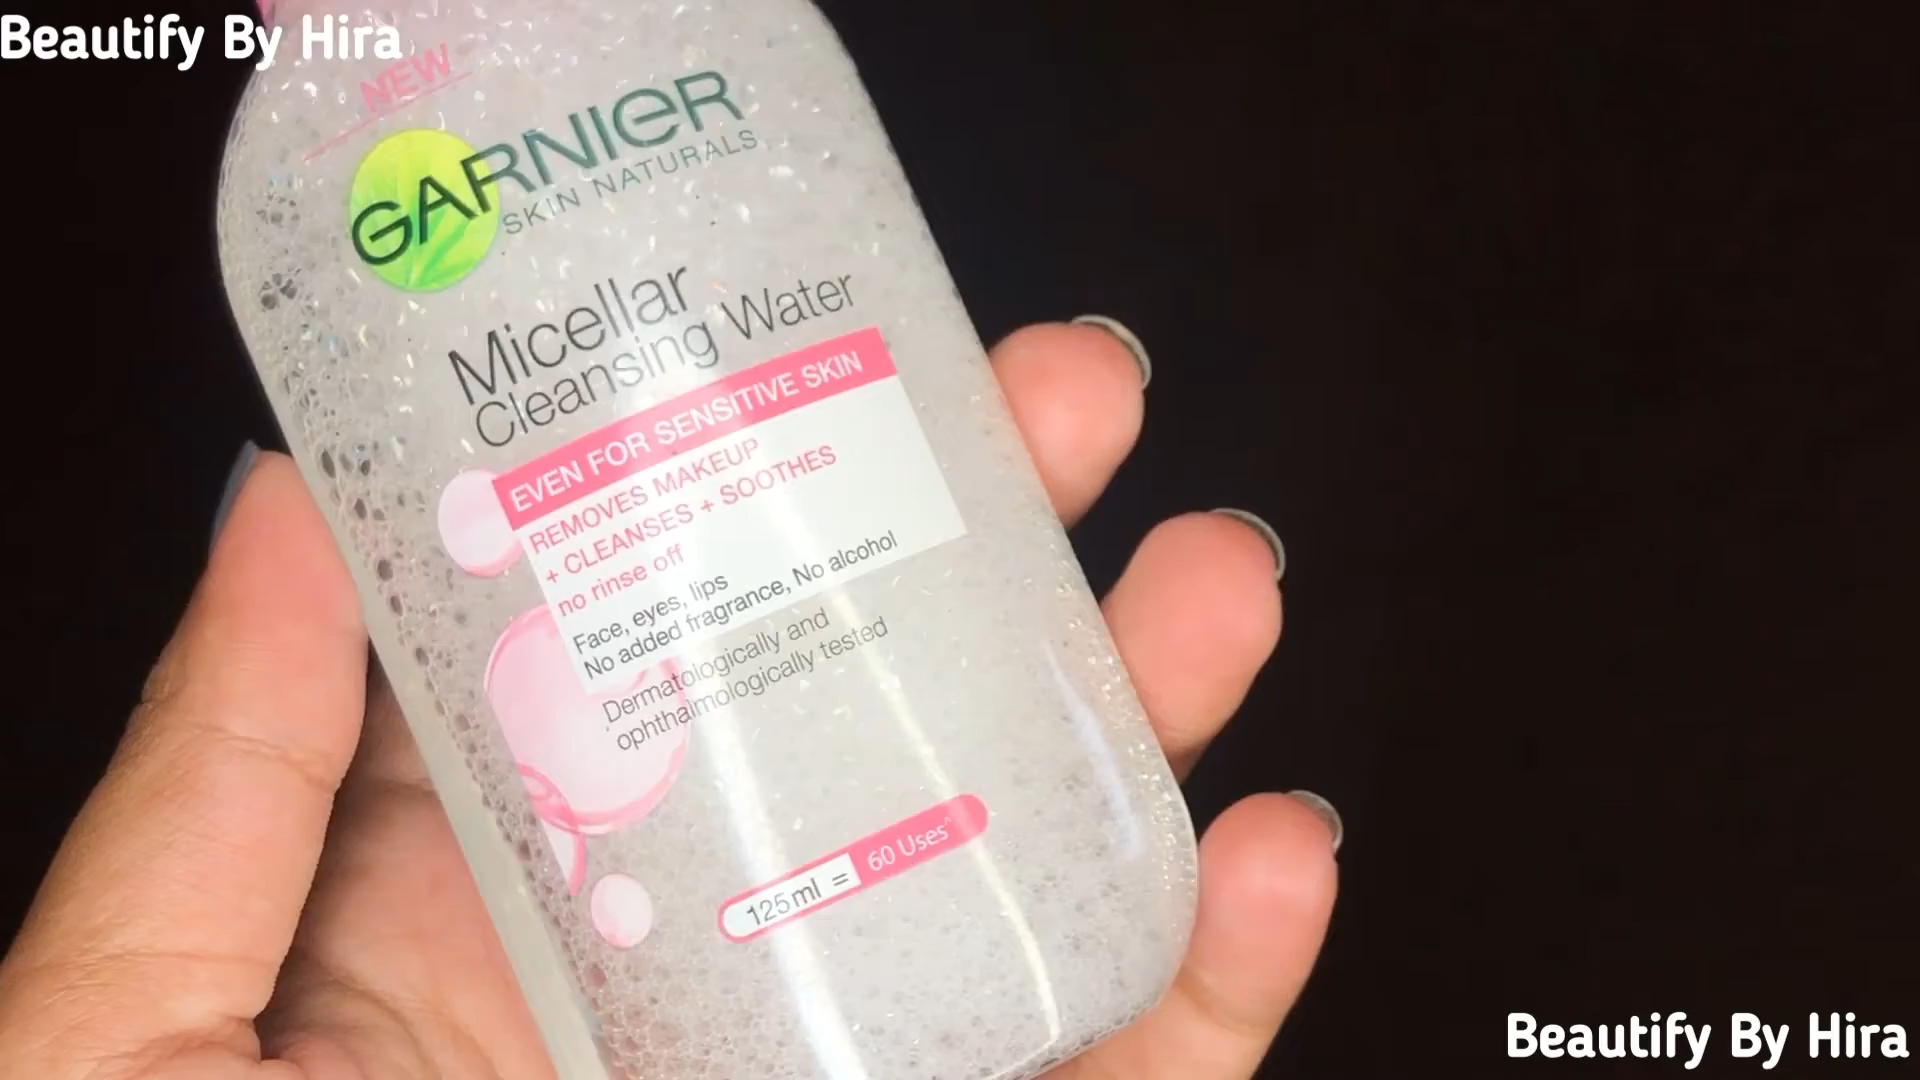 Beautify By Hira
NEW
GARNIER
SKIN NATURALS
Micellar
Cleansing Water
EVEN FOR SENSITIVE SKIN
REMOVES MAKEUP
+ CLEANSES + SOOTHES
no rinse off
Face, eyes, lips
No added fragrance, No alcohol
Dermatologically and
ophthalmologically tested
125ml = 60 Uses^
Beautify By Hira